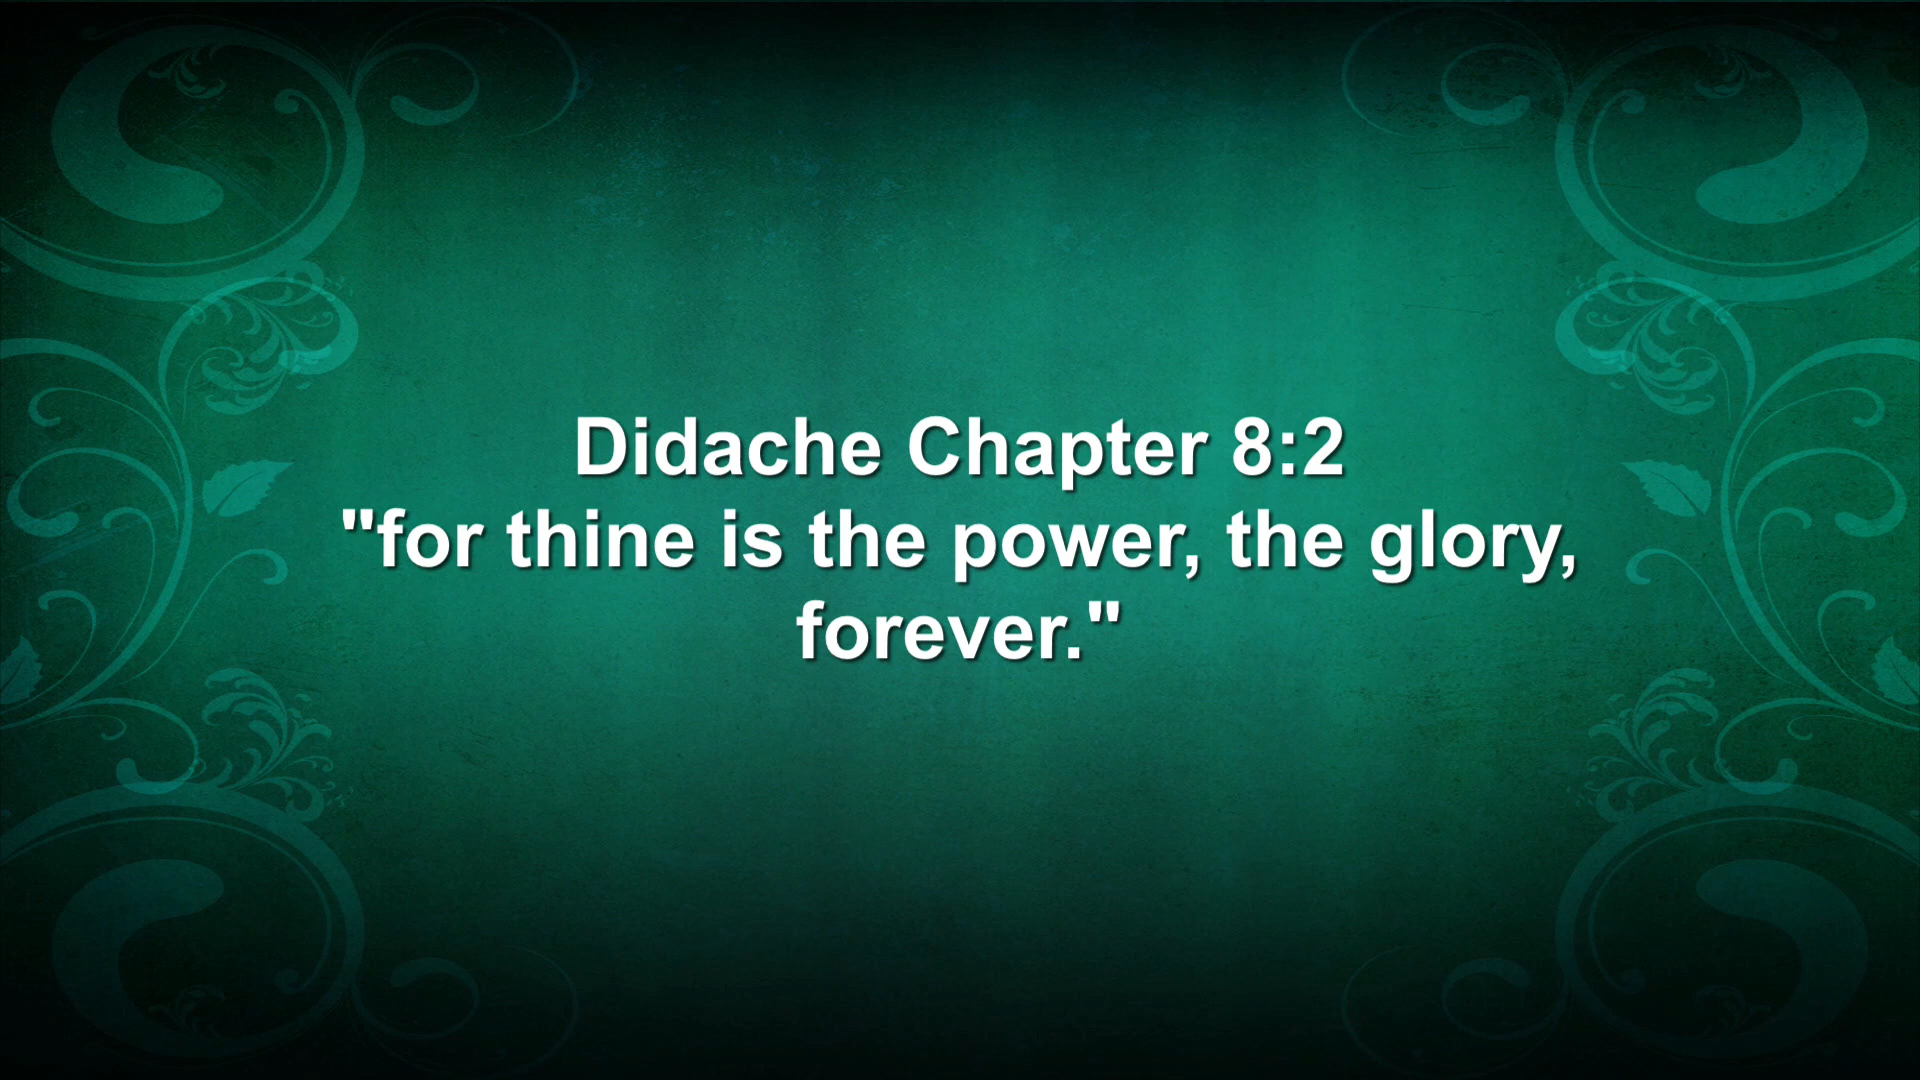 Didache Chapter 8:2
"for thine is the power, the glory,
forever."